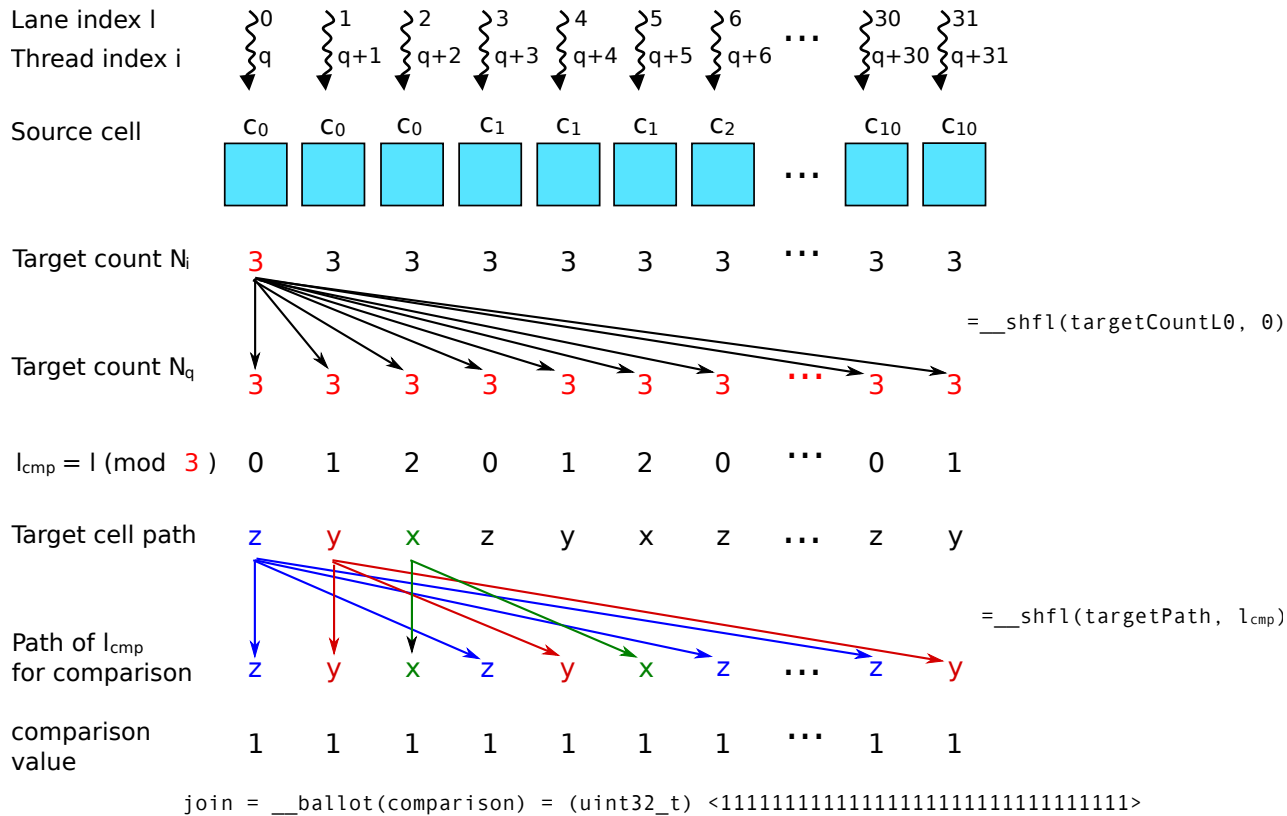 Lane index l 0 1 2 3 4 5 6 ... 30 31
Thread index i q q+1 q+2 q+3 q+4 q+5 q+6 q+30 q+31
Source cell c0 c0 c0 c1 c1 c1 c2 c10 c10
...
Target count Ni 3 3 3 3 3 3 3 ... 3 3
=__shfl(targetCountL0, 0)
Target count Nq 3 3 3 3 3 3 3 ... 3 3
lcmp = l (mod 3 ) 0 1 2 0 1 2 0 ... 0 1
Target cell path z y x z y x z ... z y
=__shfl(targetPath, lcmp)
Path of lcmp
for comparison z y x z y x z ... z y
comparison
value 1 1 1 1 1 1 1 ... 1 1
join = __ballot(comparison) = (uint32_t) <11111111111111111111111111111111>